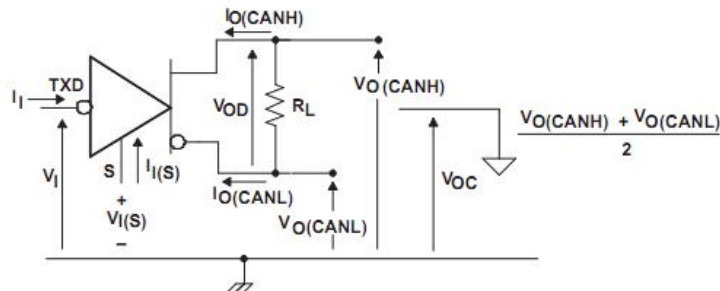 IO(CANH)
TXD
II
VOD
RL
VO(CANH)
VO(CANH) + VO(CANL)
2
VI
S
II(S)
IO(CANL)
VOC
+
VI(S)
–
VO(CANL)